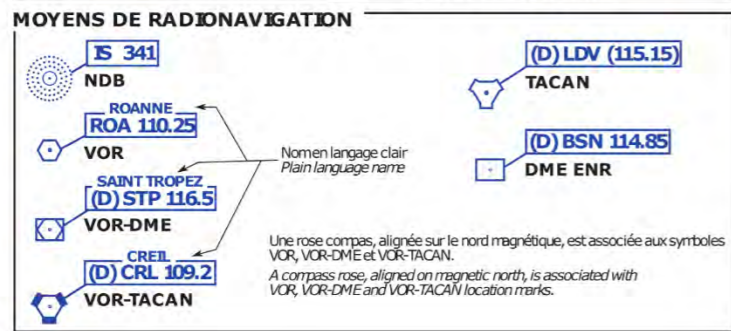 MOYENS DE RADIONAVIGATION
IS 341
NDB
ROANNE
ROA 110.25
VOR
SAINT TROPEZ
(D) STP 116.5
VOR-DME
CREIL
(D) CRL 109.2
VOR-TACAN
Nom en langage clair
Plain language name
(D) LDV (115.15)
TACAN
(D) BSN 114.85
DME ENR
Une rose compas, alignée sur le nord magnétique, est associée aux symboles
VOR, VOR-DME et VOR-TACAN.
A compass rose, aligned on magnetic north, is associated with
VOR, VOR-DME and VOR-TACAN location marks.